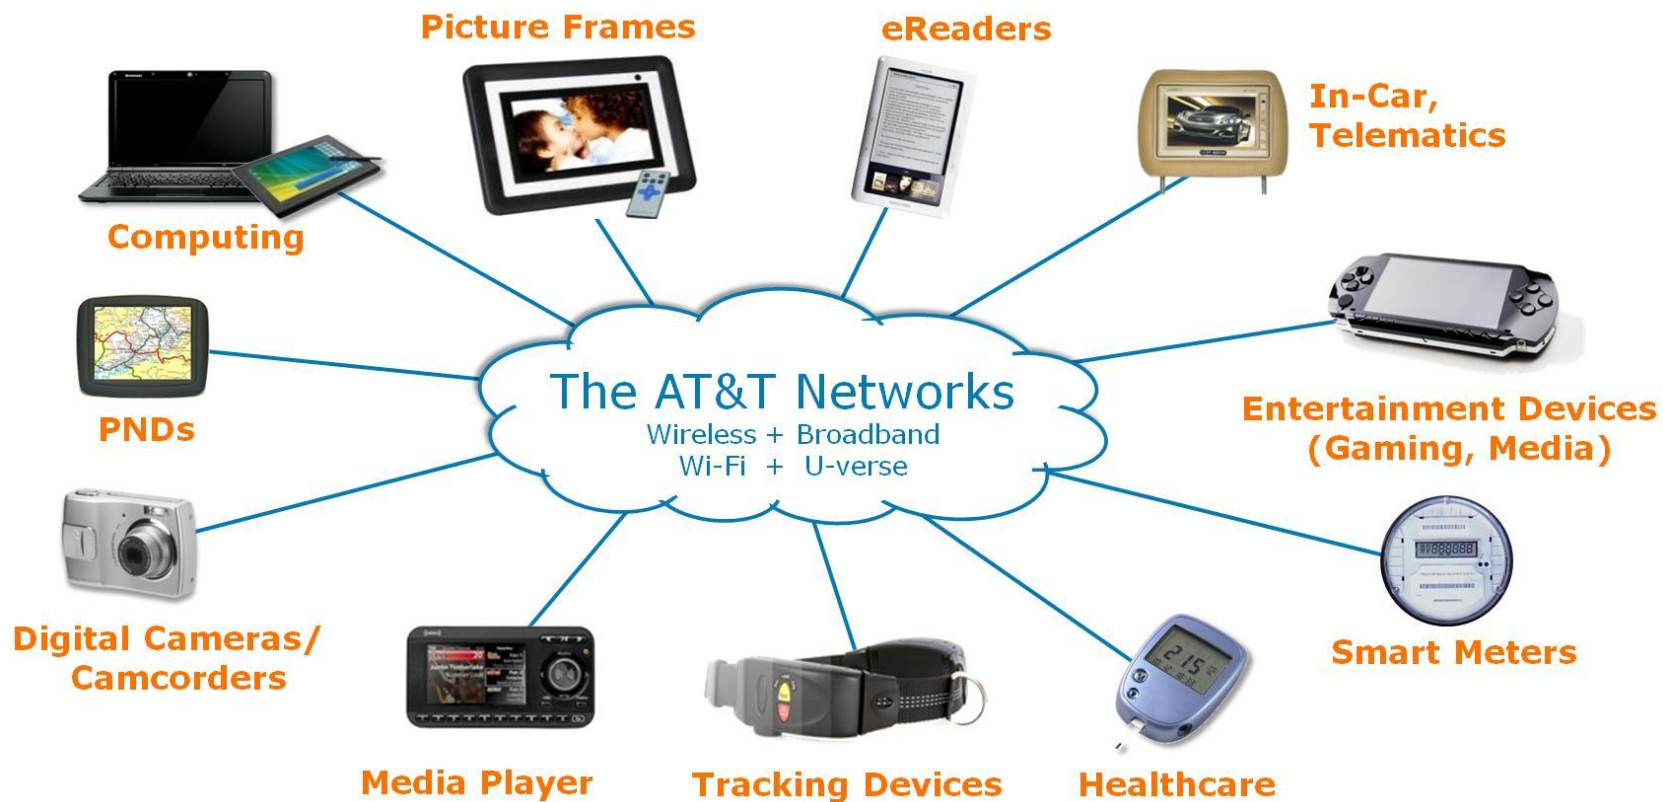 Picture Frames
eReaders
In-Car,
Telematics
Computing
PNDs
The AT&T Networks
Wireless + Broadband
Wi-Fi + U-verse
Entertainment Devices
(Gaming, Media)
Digital Cameras/
Camcorders
Smart Meters
215
Media Player
Tracking Devices
Healthcare